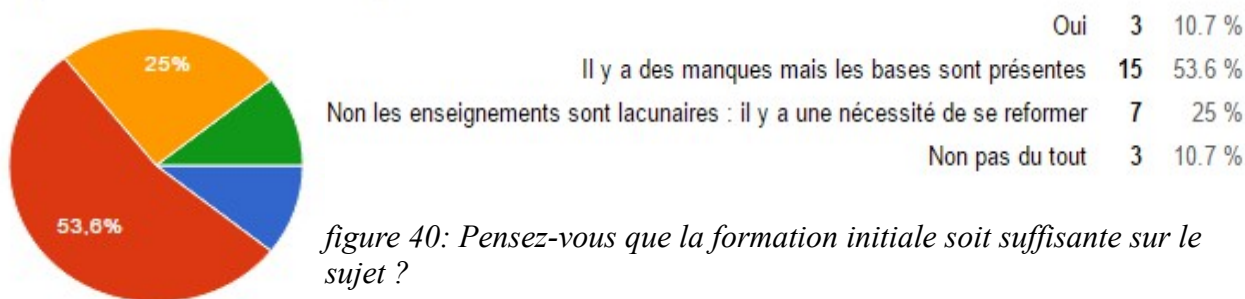 25%
53,6%
Oui 3 10.7 %
Il y a des manques mais les bases sont présentes 15 53.6 %
Non les enseignements sont lacunaires : il y a une nécessité de se reformer 7 25 %
Non pas du tout 3 10.7 %
figure 40: Pensez-vous que la formation initiale soit suffisante sur le
sujet ?